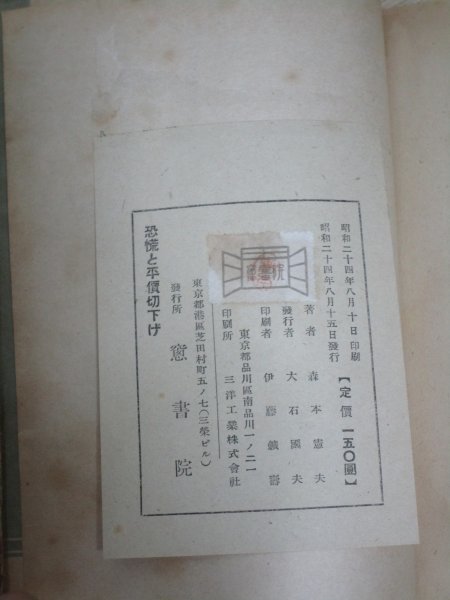 昭和二十四年八月十日印刷
昭和二十四年八月十五日發行
【定價 一五〇圓】
著者 森本憲夫
發行者 大石國夫
印刷者 伊藤
東京都品川區南品川一ノ二一
印刷所 三洋工業株式會社
東京都港區芝田村町五ノ七(三榮ビル)
發行所 窓書院
恐慌と平價切下げ